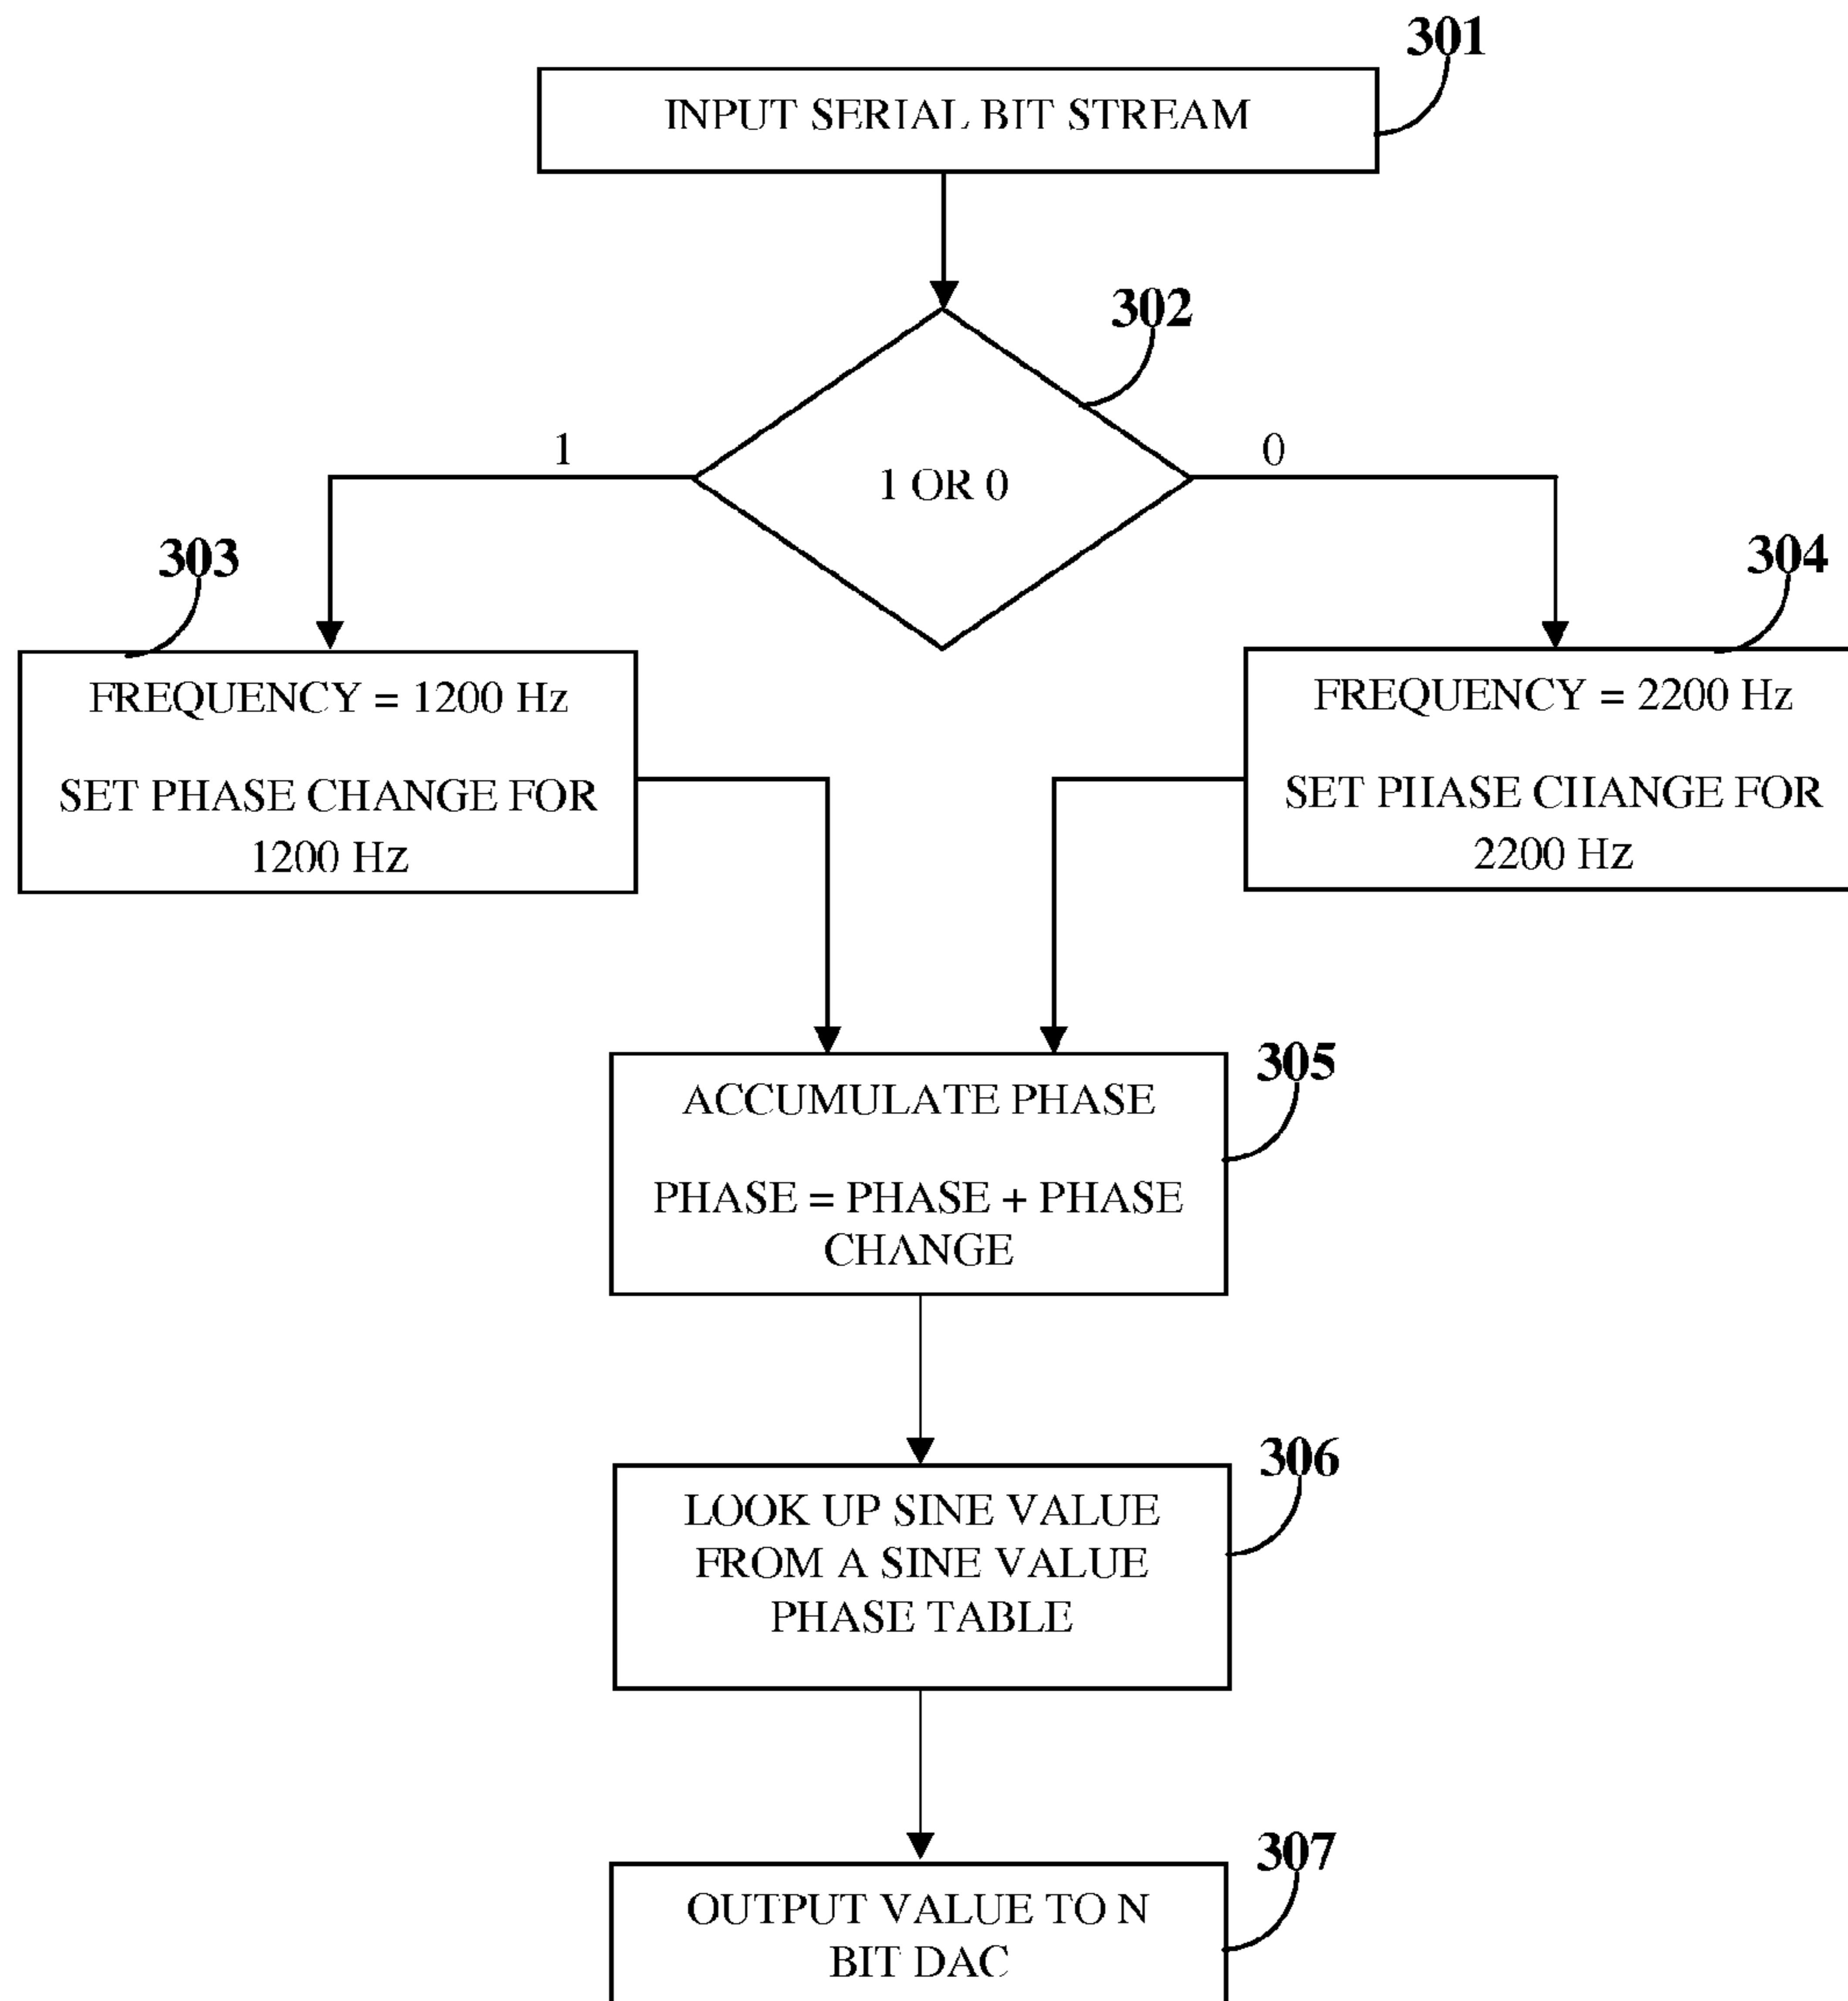 301
INPUT SERIAL BIT STREAM
302
1
0
1 OR 0
303
304
FREQUENCY = 1200 Hz
SET PHASE CHANGE FOR
1200 Hz
FREQUENCY = 2200 Hz
SET PHASE CHANGE FOR
2200 Hz
305
ACCUMULATE PHASE
PHASE = PHASE + PHASE
CHANGE
306
LOOK UP SINE VALUE
FROM A SINE VALUE
PHASE TABLE
307
OUTPUT VALUE TO N
BIT DAC